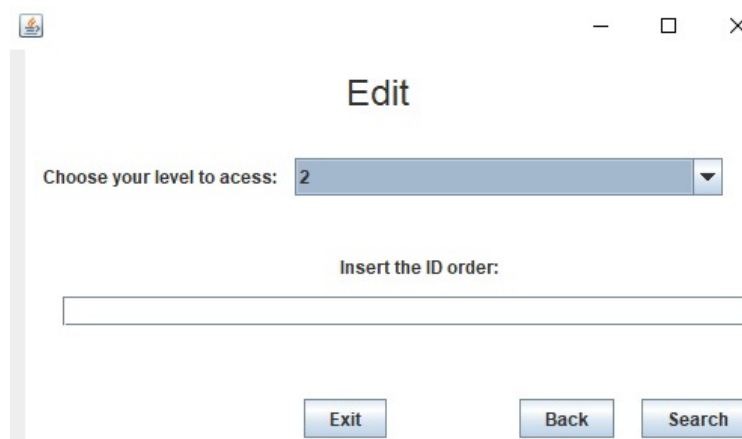 Edit
Choose your level to acess: 2
Insert the ID order:
Exit Back Search